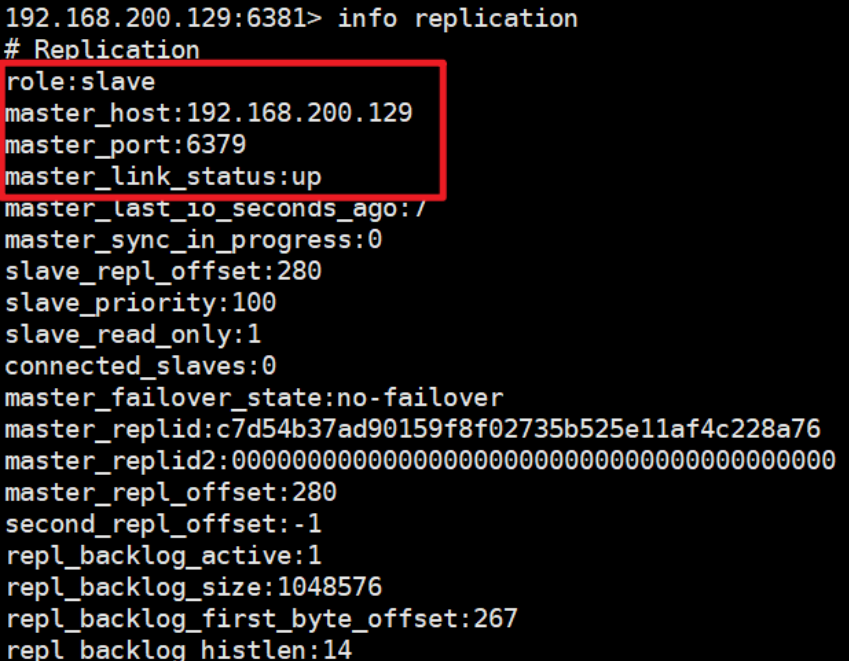 192.168.200.129:6381> info replication
# Replication
role:slave
master_host:192.168.200.129
master_port:6379
master_link_status:up
master_last_io_seconds_ago:7
master_sync_in_progress:0
slave_repl_offset:280
slave_priority:100
slave_read_only:1
connected_slaves:0
master_failover_state:no-failover
master_replid:c7d54b37ad90159f8f02735b525e11af4c228a76
master_replid2:0000000000000000000000000000000000000000
master_repl_offset:280
second_repl_offset:-1
repl_backlog_active:1
repl_backlog_size:1048576
repl_backlog_first_byte_offset:267
repl_backlog_histlen:14